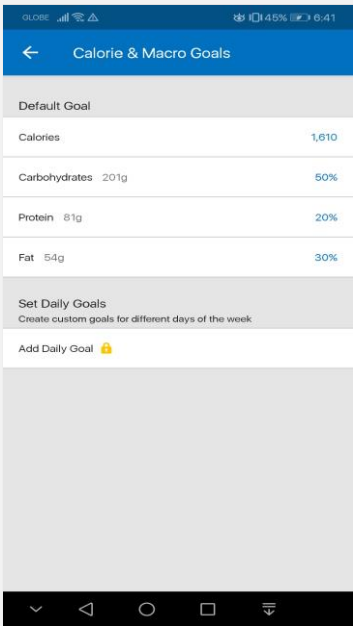 GLOBE 45% 6:41
Calorie & Macro Goals
Default Goal
Calories 1,610
Carbohydrates 201g 50%
Protein 81g 20%
Fat 54g 30%
Set Daily Goals
Create custom goals for different days of the week
Add Daily Goal